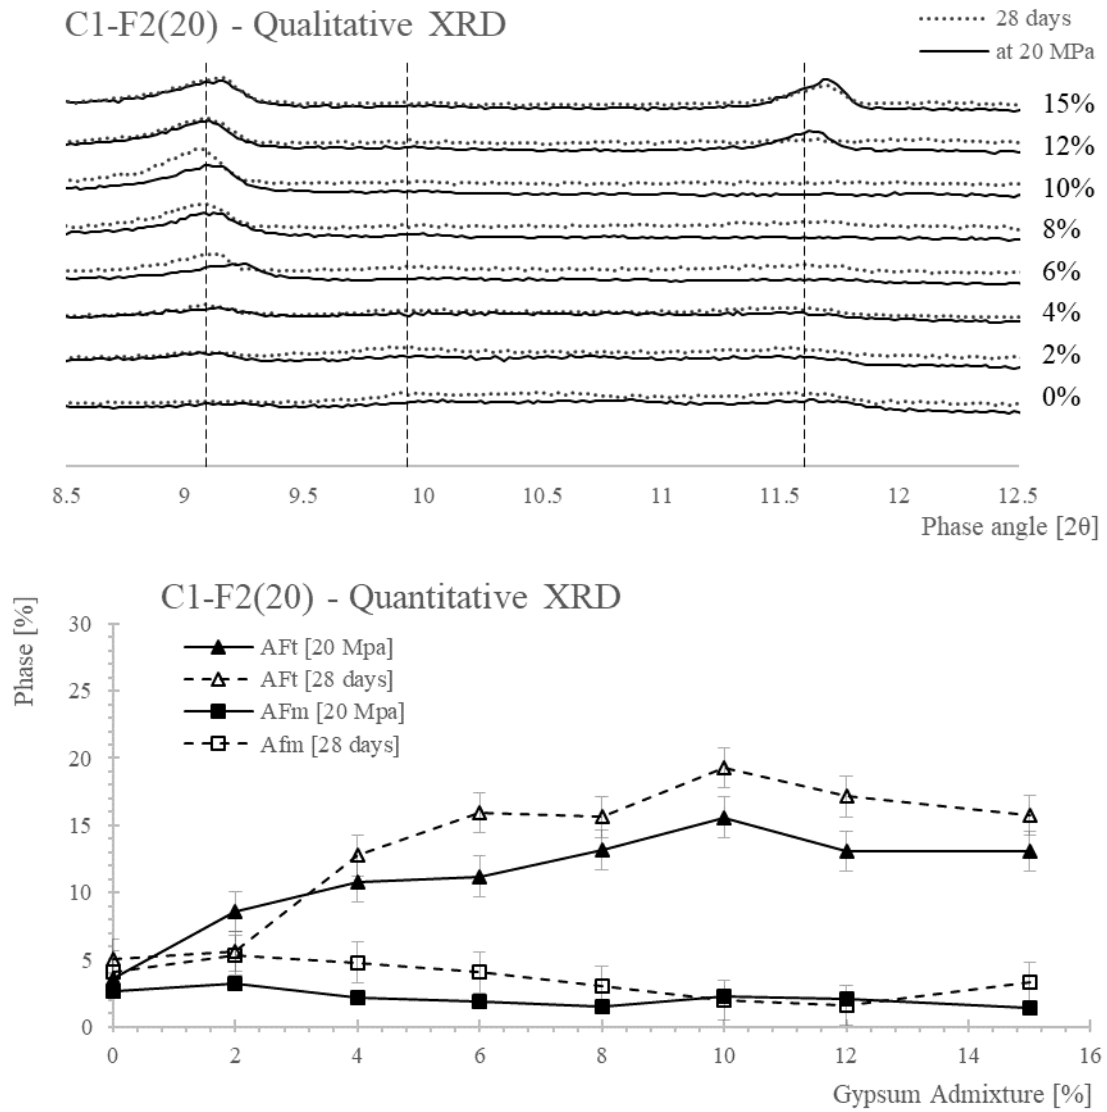 C1-F2(20) - Qualitative XRD
28 days
at 20 MPa
15%
12%
10%
8%
6%
4%
2%
0%
8.5 9 9.5 10 10.5 11 11.5 12 12.5
Phase angle [2θ]
C1-F2(20) - Quantitative XRD
Phase [%]
AFt [20 Mpa]
AFt [28 days]
AFm [20 Mpa]
Afm [28 days]
30
25
20
15
10
5
0
0 2 4 6 8 10 12 14 16
Gypsum Admixture [%]